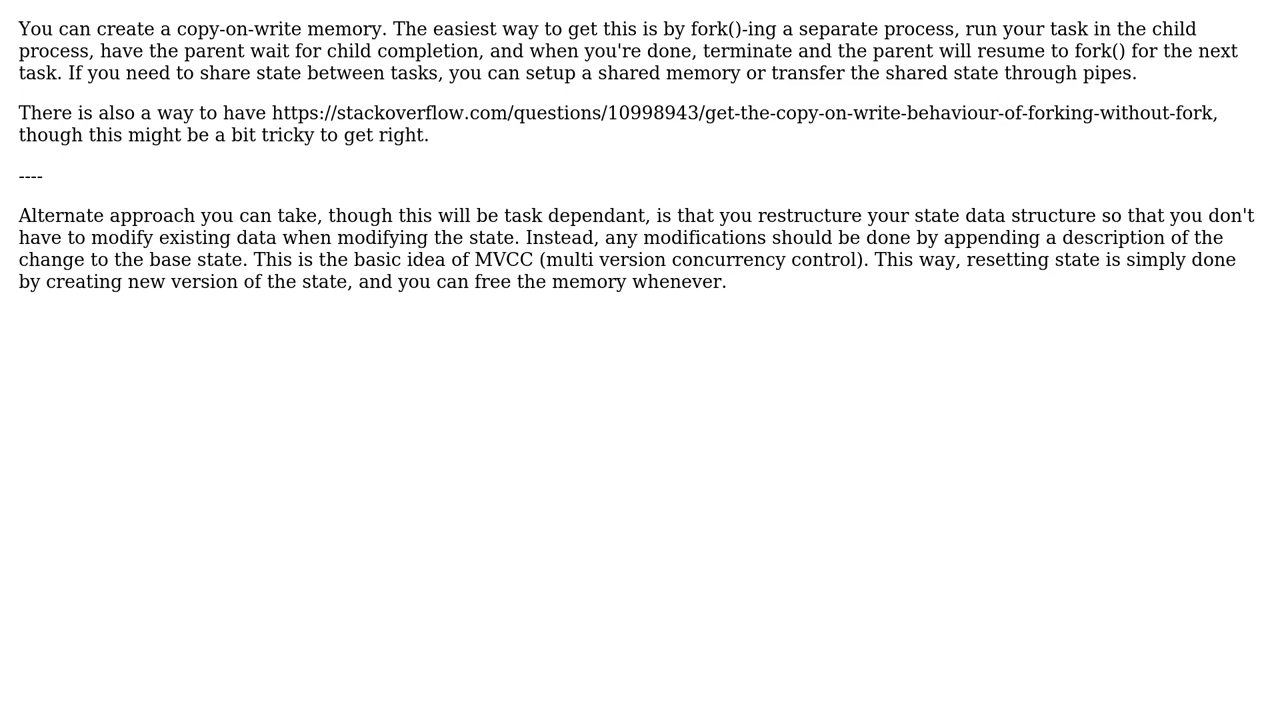 You can create a copy-on-write memory. The easiest way to get this is by fork()-ing a separate process, run your task in the child
process, have the parent wait for child completion, and when you're done, terminate and the parent will resume to fork() for the next
task. If you need to share state between tasks, you can setup a shared memory or transfer the shared state through pipes.
There is also a way to have https://stackoverflow.com/questions/10998943/get-the-copy-on-write-behaviour-of-forking-without-fork,
though this might be a bit tricky to get right.
----
Alternate approach you can take, though this will be task dependant, is that you restructure your state data structure so that you don't
have to modify existing data when modifying the state. Instead, any modifications should be done by appending a description of the
change to the base state. This is the basic idea of MVCC (multi version concurrency control). This way, resetting state is simply done
by creating new version of the state, and you can free the memory whenever.